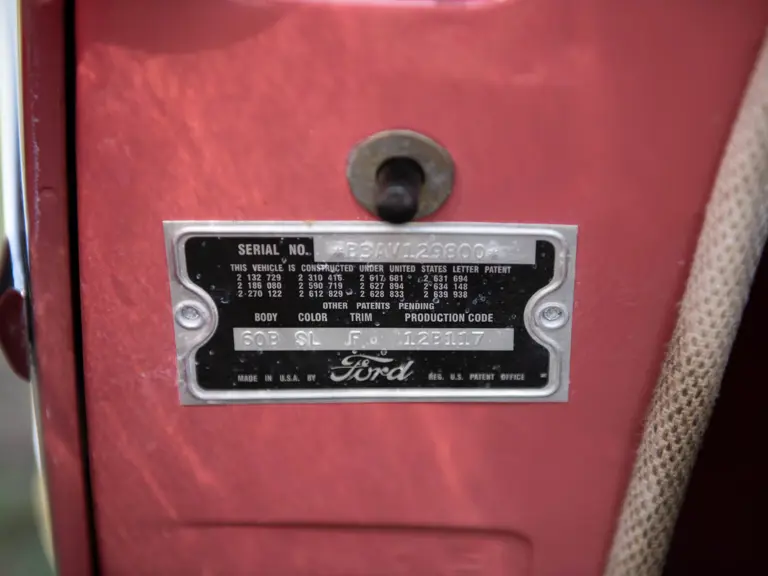 SERIAL NO. B3AV129800
THIS VEHICLE IS CONSTRUCTED UNDER UNITED STATES LETTER PATENT
2 132 729 2 310 416 2 617 681 2 631 694
2 186 080 2 590 719 2 627 894 2 634 148
2 270 122 2 612 829 2 628 833 2 639 938
OTHER PATENTS PENDING
BODY COLOR TRIM PRODUCTION CODE
60B SL F 12B117
MADE IN U.S.A. BY Ford REG. U.S. PATENT OFFICE